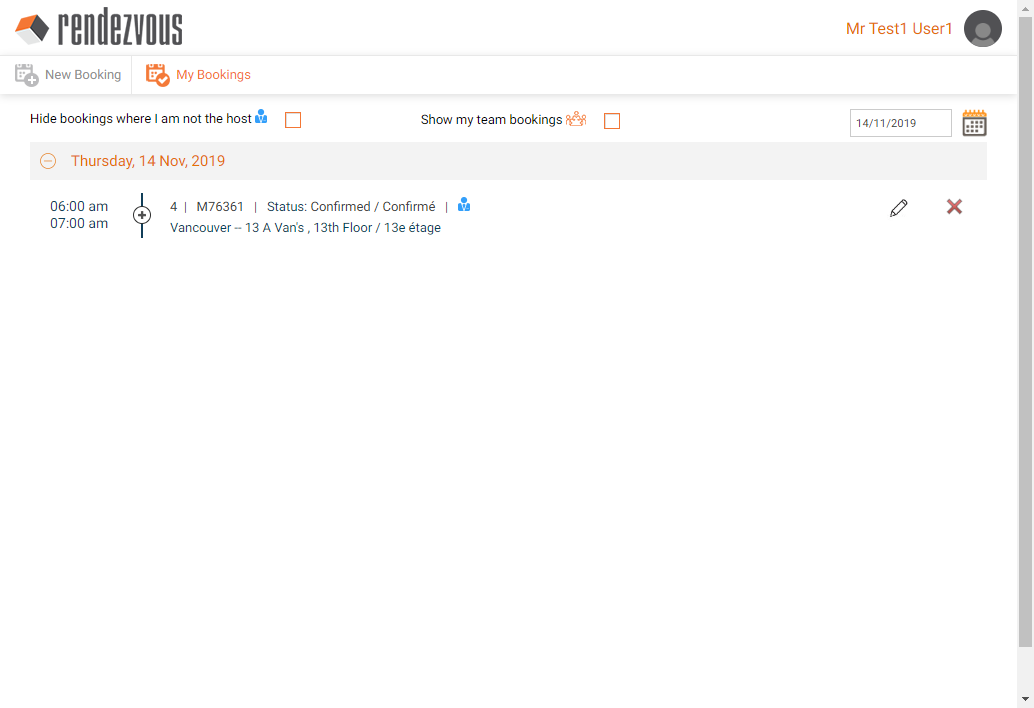 rendezvous
Mr Test1 User1
New Booking
My Bookings
Hide bookings where I am not the host
Show my team bookings
14/11/2019
Thursday, 14 Nov, 2019
06:00 am
07:00 am
4 | M76361 | Status: Confirmed / Confirmé |
Vancouver -- 13 A Van's , 13th Floor / 13e étage